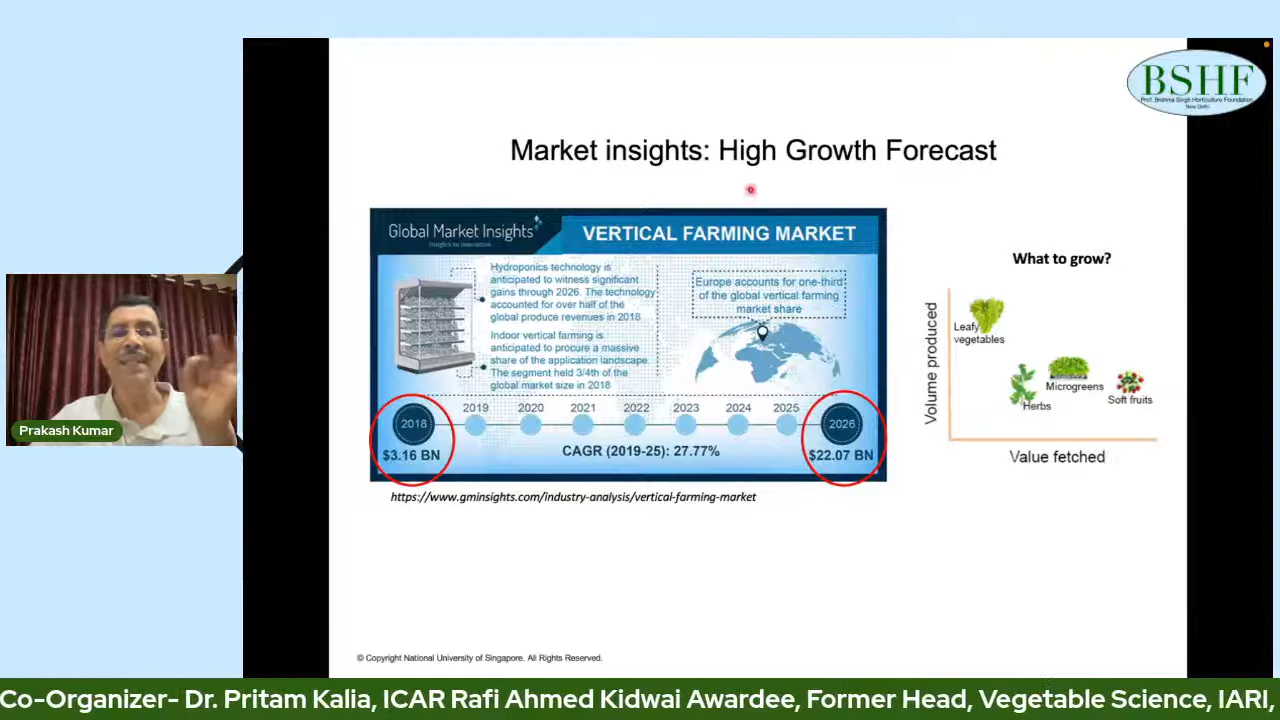 BSHF
Prof. Brahma Singh Horticulture Foundation
New Delhi
Market insights: High Growth Forecast
Global Market Insights
Insights to Innovation
VERTICAL FARMING MARKET
Hydroponics technology is
anticipated to witness significant
gains through 2026. The technology
accounted for over half of the
global produce revenues in 2018
Indoor vertical farming is
anticipated to procure a massive
share of the application landscape.
The segment held 3/4th of the
global market size in 2018
Europe accounts for one-third
of the global vertical farming
market share
2018
2019
2020
2021
2022
2023
2024
2025
2026
$3.16 BN
CAGR (2019-25): 27.77%
$22.07 BN
https://www.gminsights.com/industry-analysis/vertical-farming-market
What to grow?
Volume produced
Leafy
vegetables
Microgreens
Herbs
Soft fruits
Value fetched
Prakash Kumar
© Copyright National University of Singapore. All Rights Reserved.
Co-Organizer- Dr. Pritam Kalia, ICAR Rafi Ahmed Kidwai Awardee, Former Head, Vegetable Science, IARI,